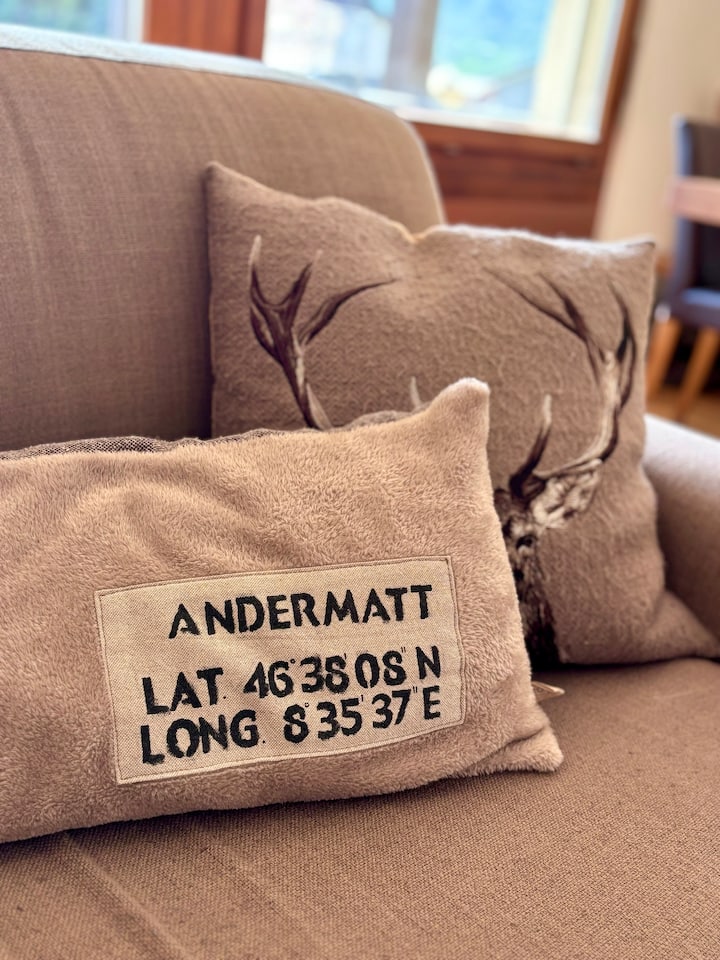 ANDERMATT
LAT. 46°38'08"N
LONG. 8°35'37"E